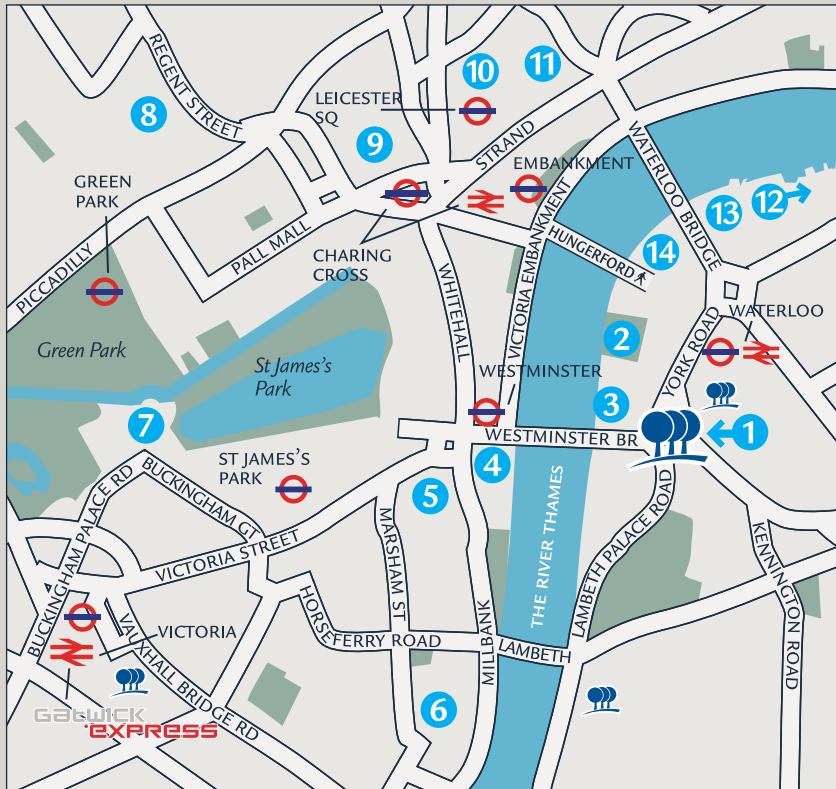 REGENT STREET
10
11
8
LEICESTER
SQ
9
STRAND
EMBANKMENT
WATERLOO BRIDGE
GREEN
PARK
12
13
PALL MALL
CHARING
CROSS
HUNGERFORD
14
PICCADILLY
VICTORIA EMBANKMENT
WHITEHALL
WATERLOO
YORK ROAD
2
Green Park
St James's
Park
WESTMINSTER
3
7
1
WESTMINSTER BR
4
ST JAMES'S
PARK
5
BUCKINGHAM PALACE RD
BUCKINGHAM GT
THE RIVER THAMES
LAMBETH PALACE ROAD
MARSHAM ST
VICTORIA STREET
KENNINGTON ROAD
HORSEFERRY ROAD
MILLBANK
LAMBETH
VICTORIA
VAUXHALL BRIDGE RD
6
GATWICK
EXPRESS